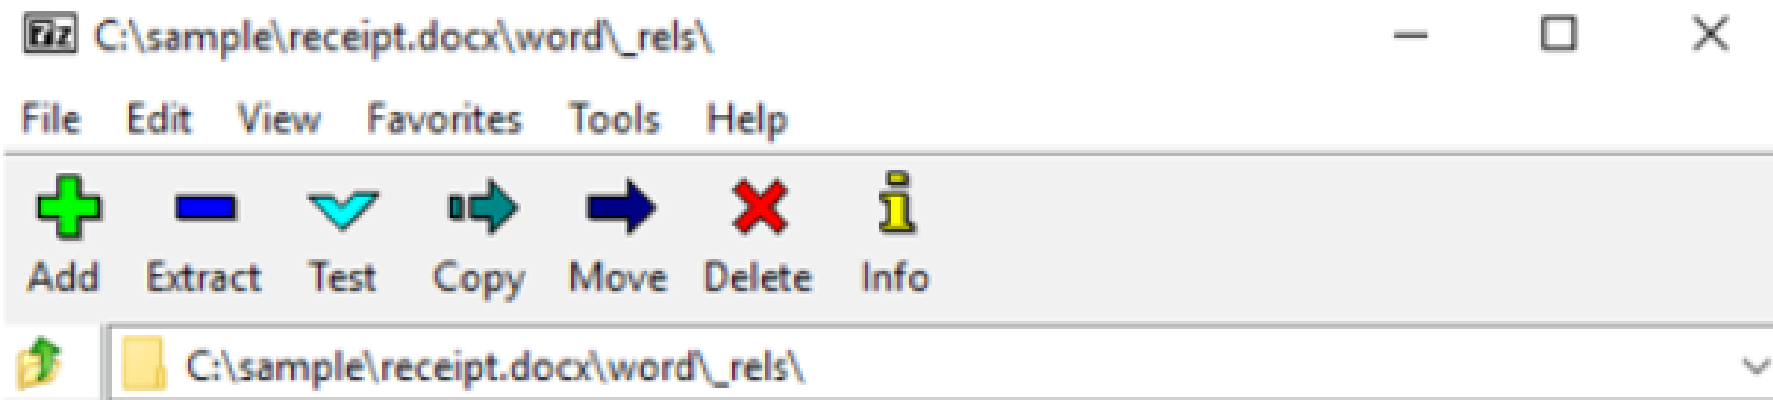 7z C:\sample\receipt.docx\word\_rels\
File Edit View Favorites Tools Help
Add Extract Test Copy Move Delete Info
C:\sample\receipt.docx\word\_rels\